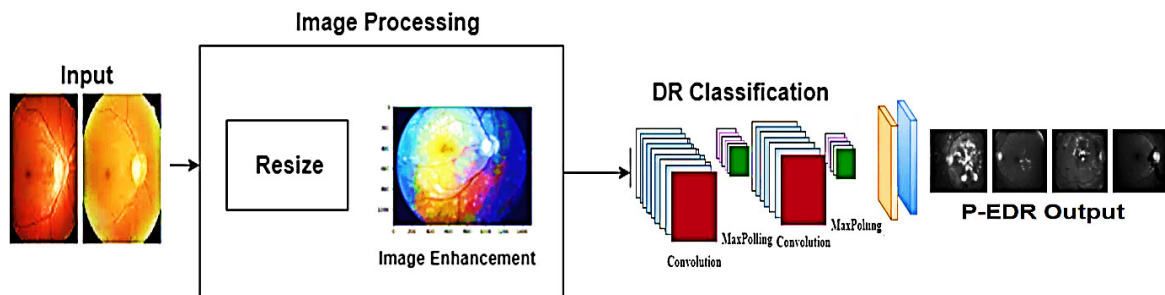 Image Processing
Input
Resize
Image Enhancement
DR Classification
Convolution
MaxPolling
Convolution
MaxPolung
P-EDR Output